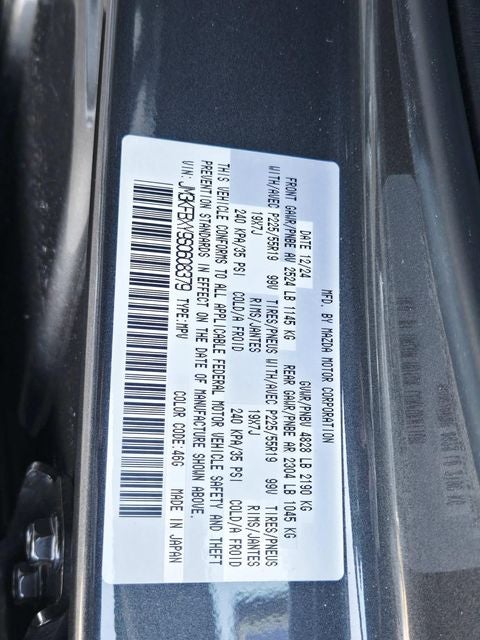 MFD. BY MAZDA MOTOR CORPORATION
DATE 12/24 GVWR/PNBV 4828 LB 2190 KG
FRONT GAWR/PNBE AV 2524 LB 1145 KG REAR GAWR/PNBE AR 2304 LB 1045 KG
WITH/AVEC P225/55R19 99V TIRES/PNEUS WITH/AVEC P225/55R19 99V TIRES/PNEUS
19X7J RIMS/JANTES 19X7J RIMS/JANTES
240 KPA/35 PSI COLD/A FROID 240 KPA/35 PSI COLD/A FROID
THIS VEHICLE CONFORMS TO ALL APPLICABLE FEDERAL MOTOR VEHICLE SAFETY AND THEFT
PREVENTION STANDARDS IN EFFECT ON THE DATE OF MANUFACTURE SHOWN ABOVE.
VIN: JM3KFBXY9S0608379 TYPE:MPV COLOR CODE:46G MADE IN JAPAN